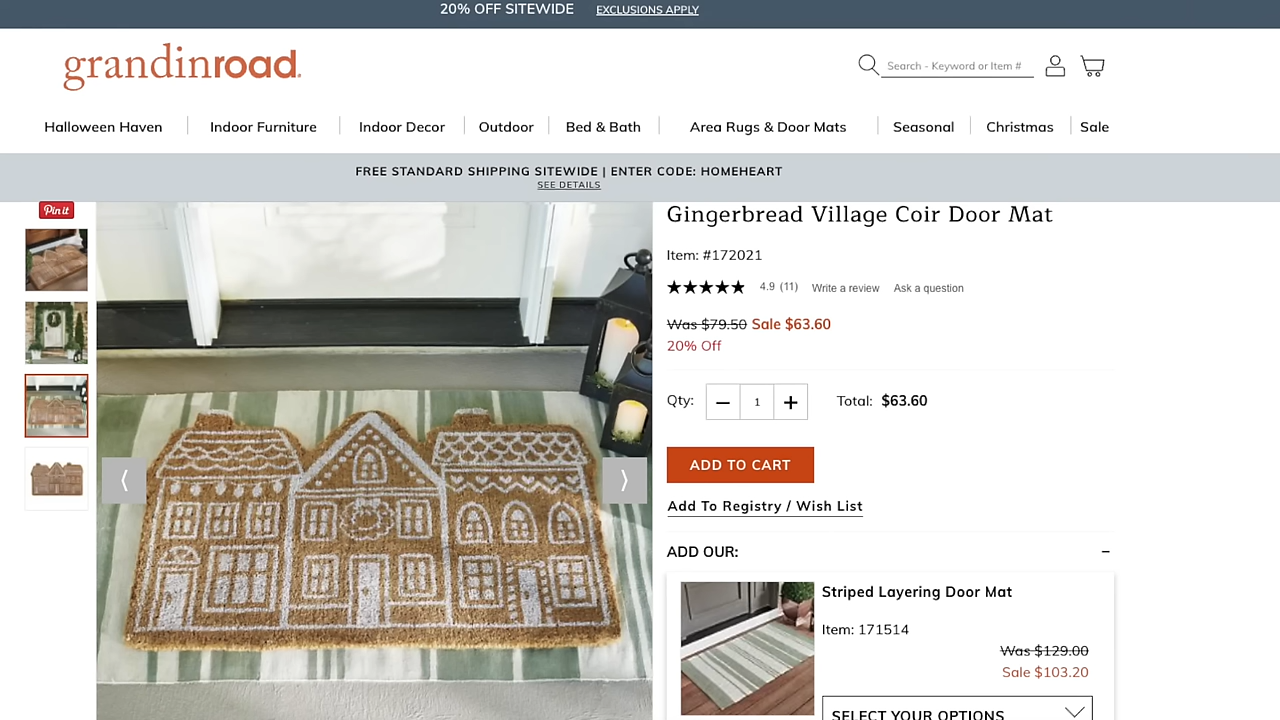 20% OFF SITEWIDE EXCLUSIONS APPLY
grandinroad.
Search - Keyword or Item #
Halloween Haven Indoor Furniture Indoor Decor Outdoor Bed & Bath Area Rugs & Door Mats Seasonal Christmas Sale
FREE STANDARD SHIPPING SITEWIDE | ENTER CODE: HOMEHEART
SEE DETAILS
Pin it
Gingerbread Village Coir Door Mat
Item: #172021
4.9 (11) Write a review Ask a question
Was $79.50 Sale $63.60
20% Off
Qty: − 1 + Total: $63.60
ADD TO CART
Add To Registry / Wish List
ADD OUR: −
Striped Layering Door Mat
Item: 171514
Was $129.00
Sale $103.20
SELECT YOUR OPTIONS